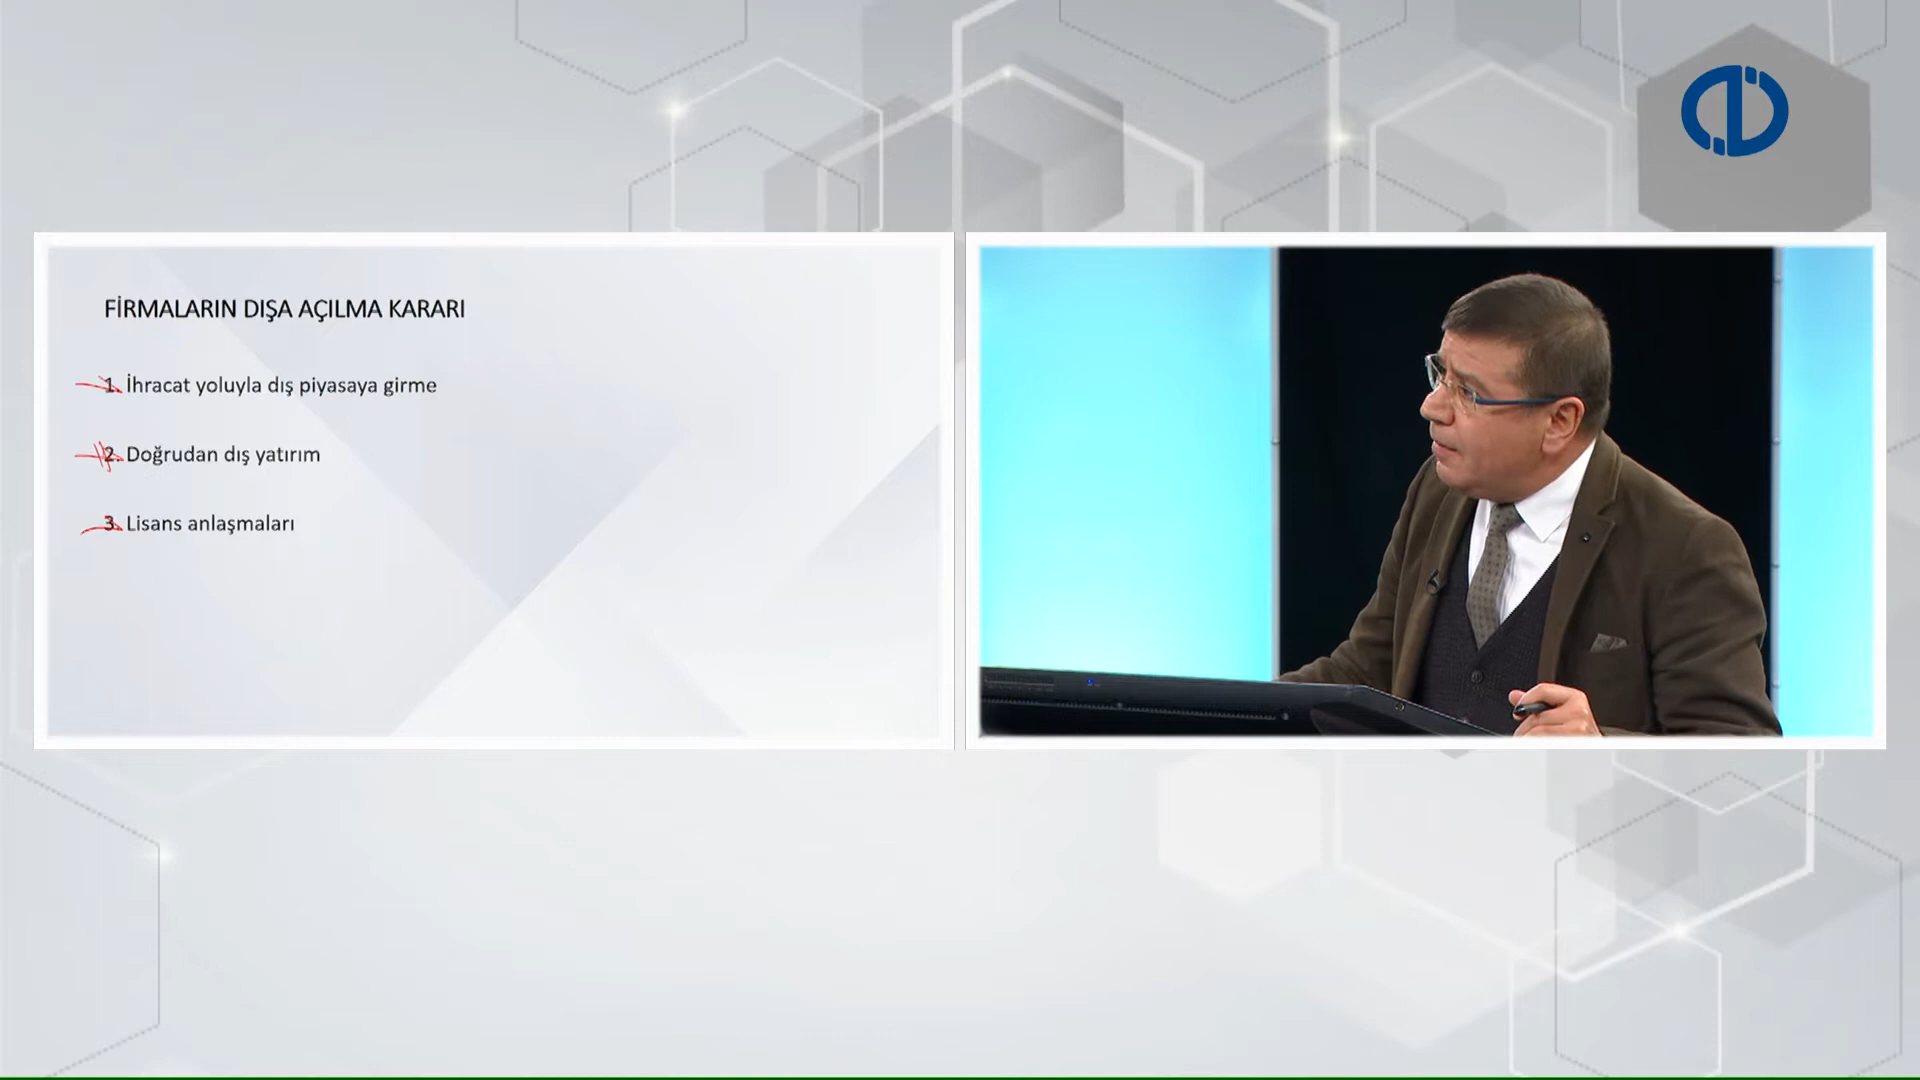 FİRMALARIN DIŞA AÇILMA KARARI
1. İhracat yoluyla dış piyasaya girme
2. Doğrudan dış yatırım
3. Lisans anlaşmaları